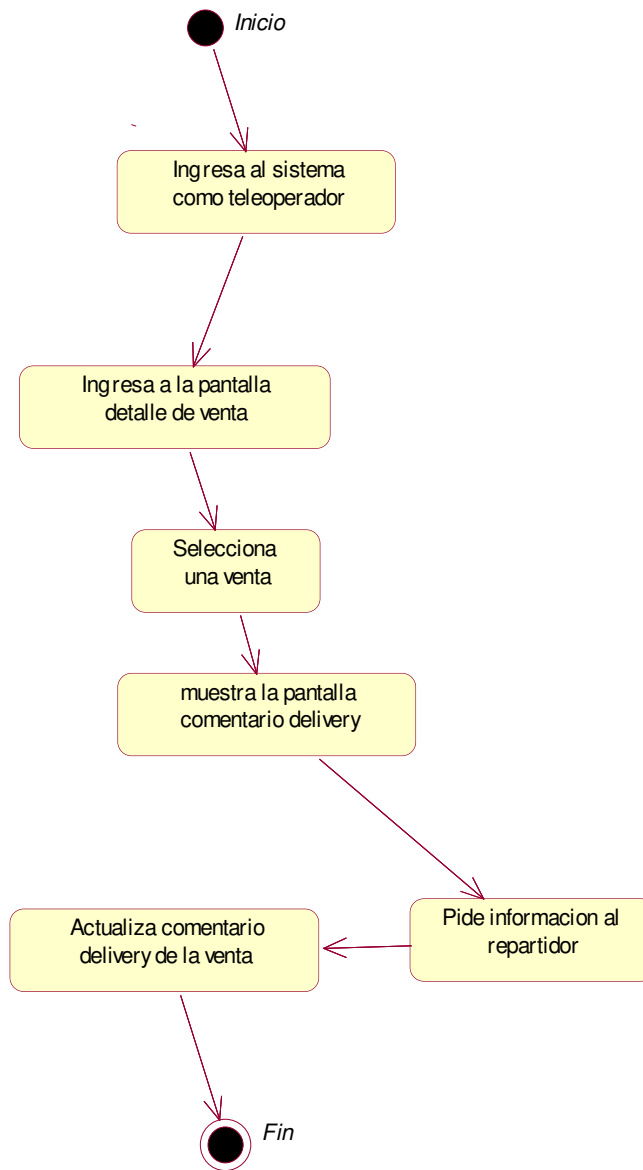 Inicio
Ingresa al sistema
como teleoperador
Ingresa a la pantalla
detalle de venta
Selecciona
una venta
muestra la pantalla
comentario delivery
Pide informacion al
repartidor
Actualiza comentario
delivery de la venta
Fin